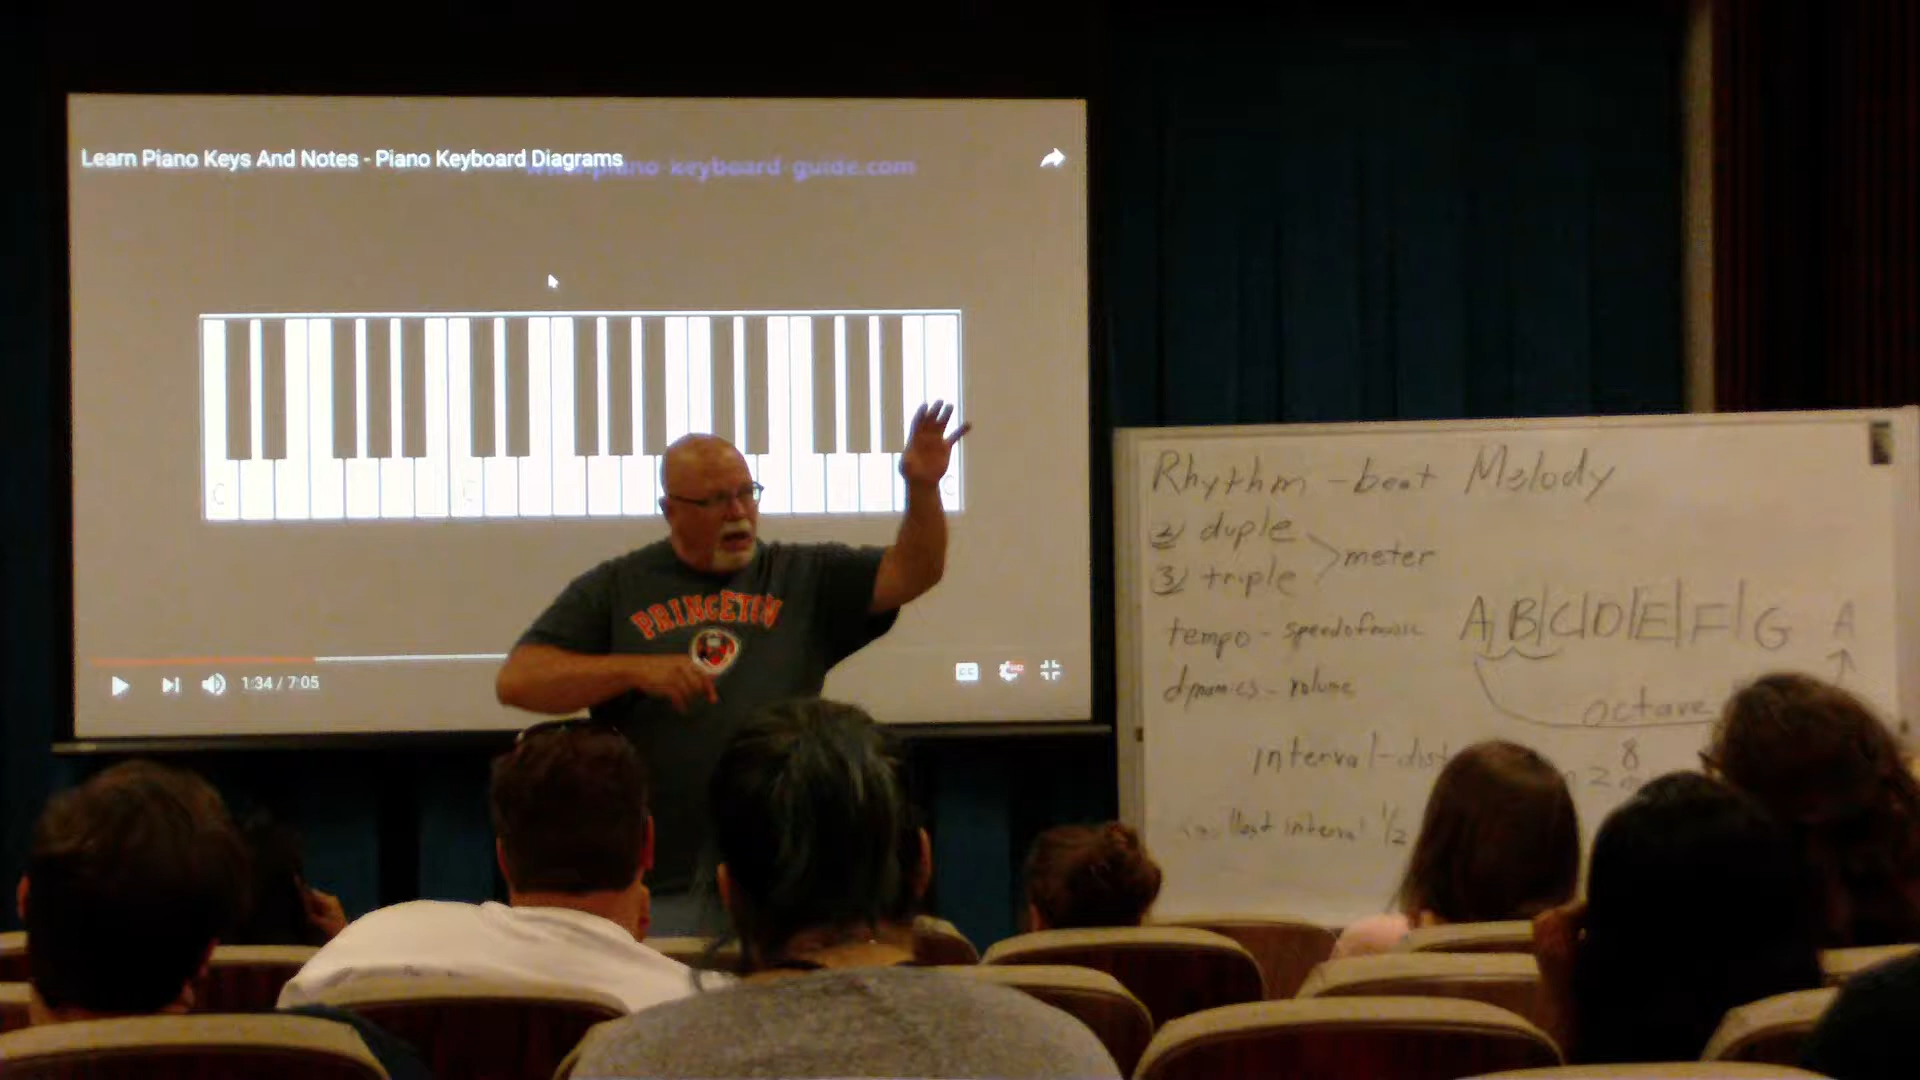 Learn Piano Keys And Notes - Piano Keyboard Diagrams
piano-keyboard-guide.com
C
C
C
1:34 / 7:05
CC
PRINCETON
Rhythm - beat Melody
2/ duple
3/ triple
meter
tempo - speed of music
dynamics - volume
A B|C|D|E|F|G A
octave
8
interval - dist
2
interval 1/2